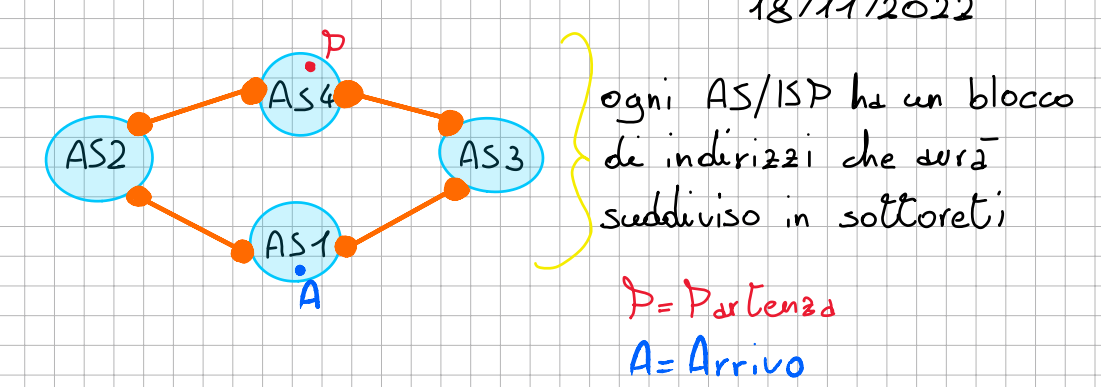 18/11/2022
P
AS4
AS2
AS3
AS1
A
ogni AS/ISP ha un blocco
di indirizzi che avrà
suddiviso in sottoreti
P= Partenza
A= Arrivo